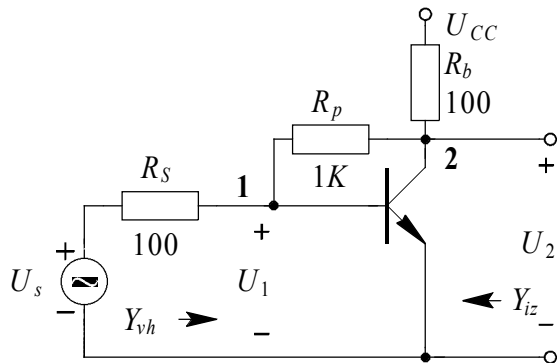 U_CC
R_b
100
R_p
1K
2
+
R_S
100
1
+
+
U_s
−
U_1
Y_vh
−
U_2
Y_iz
−